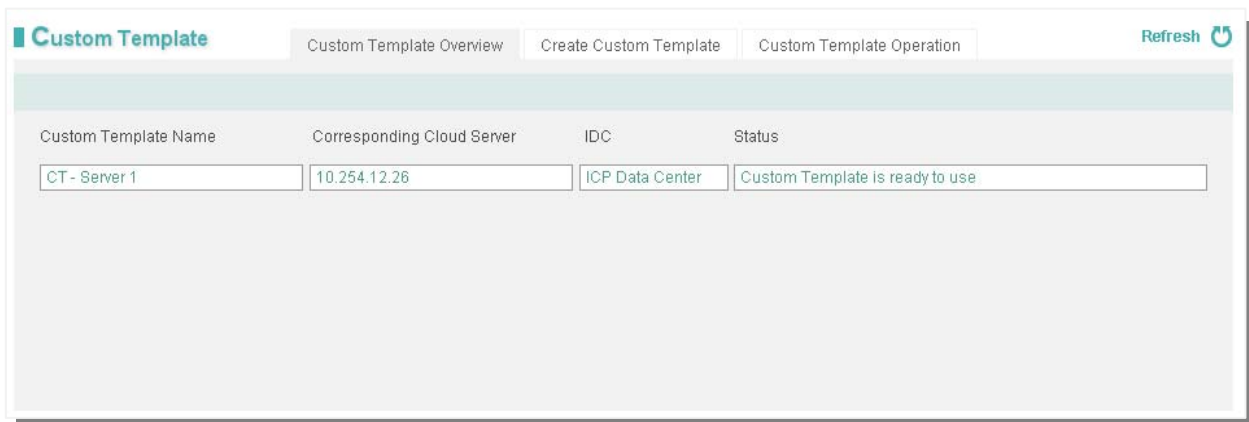 Custom Template
Custom Template Overview
Create Custom Template
Custom Template Operation
Refresh
Custom Template Name
Corresponding Cloud Server
IDC
Status
CT - Server 1
10.254.12.26
ICP Data Center
Custom Template is ready to use